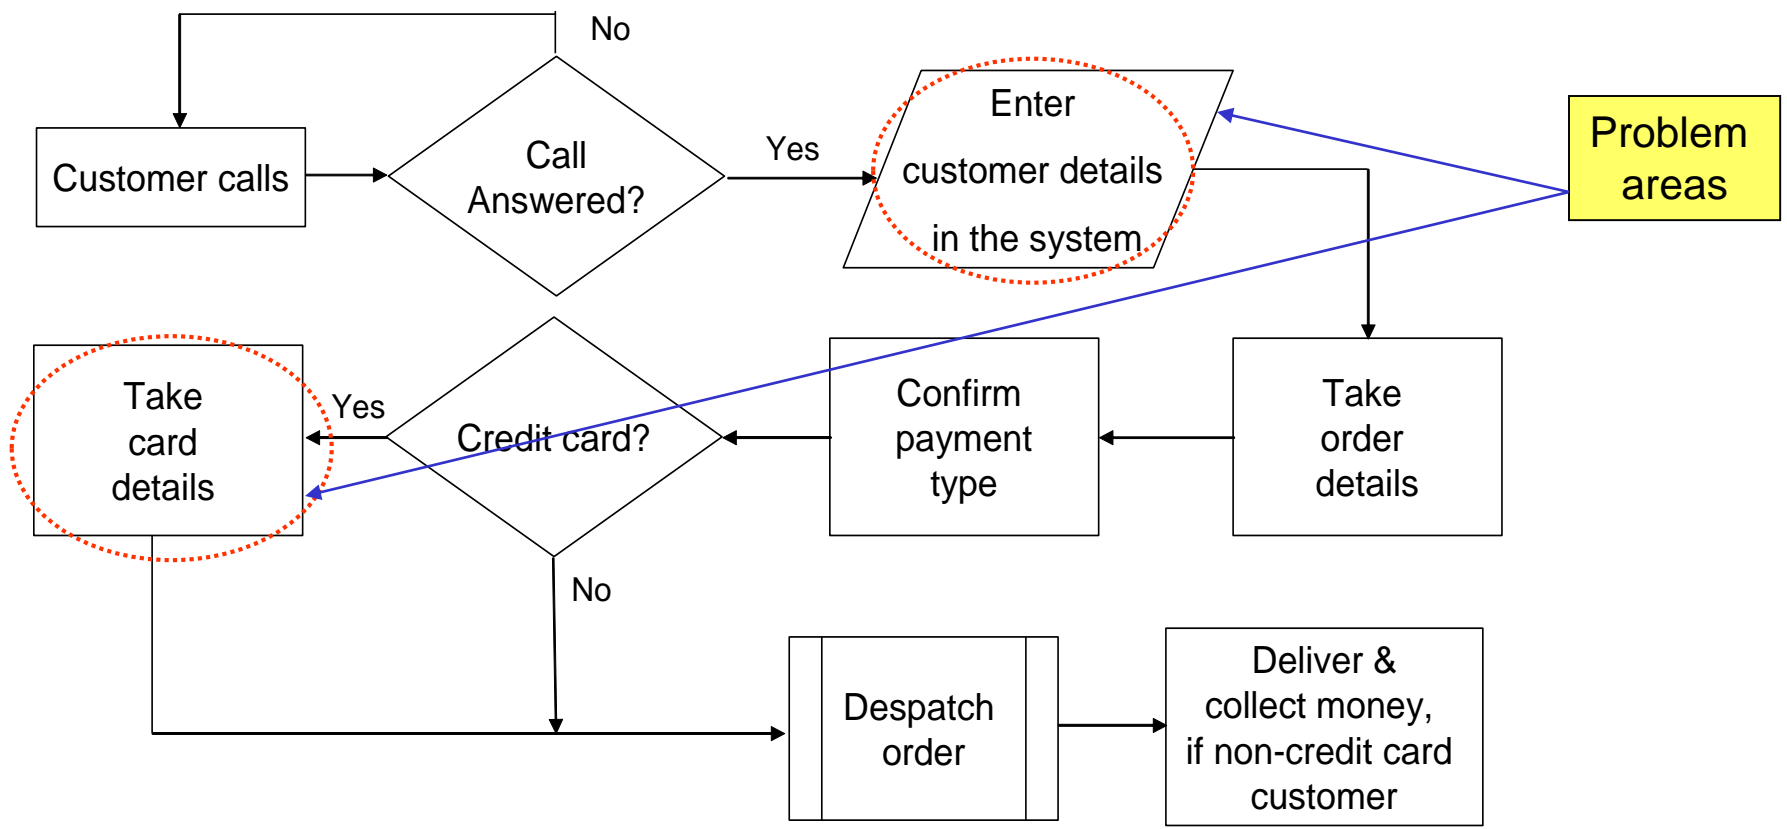 No
Customer calls
Call
Answered?
Yes
Enter
customer details
in the system
Problem
areas
Take
card
details
Yes
Credit card?
Confirm
payment
type
Take
order
details
No
Despatch
order
Deliver &
collect money,
if non-credit card
customer